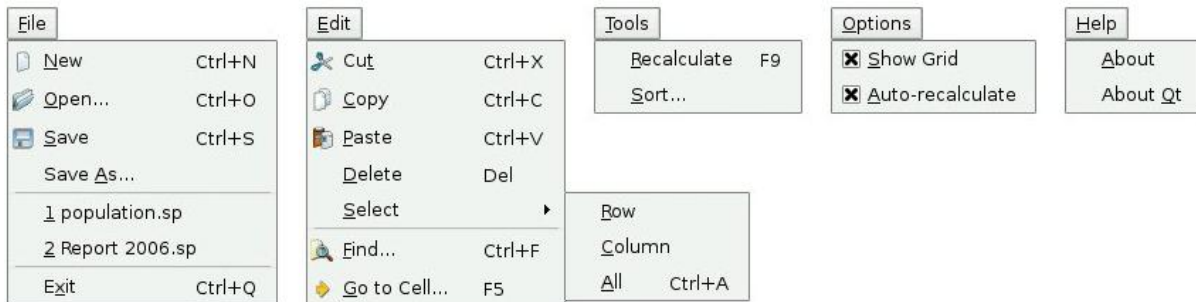 File
New Ctrl+N
Open... Ctrl+O
Save Ctrl+S
Save As...
1 population.sp
2 Report 2006.sp
Exit Ctrl+Q
Edit
Cut Ctrl+X
Copy Ctrl+C
Paste Ctrl+V
Delete Del
Select
Find... Ctrl+F
Go to Cell... F5
Row
Column
All Ctrl+A
Tools
Recalculate F9
Sort...
Options
Show Grid
Auto-recalculate
Help
About
About Qt